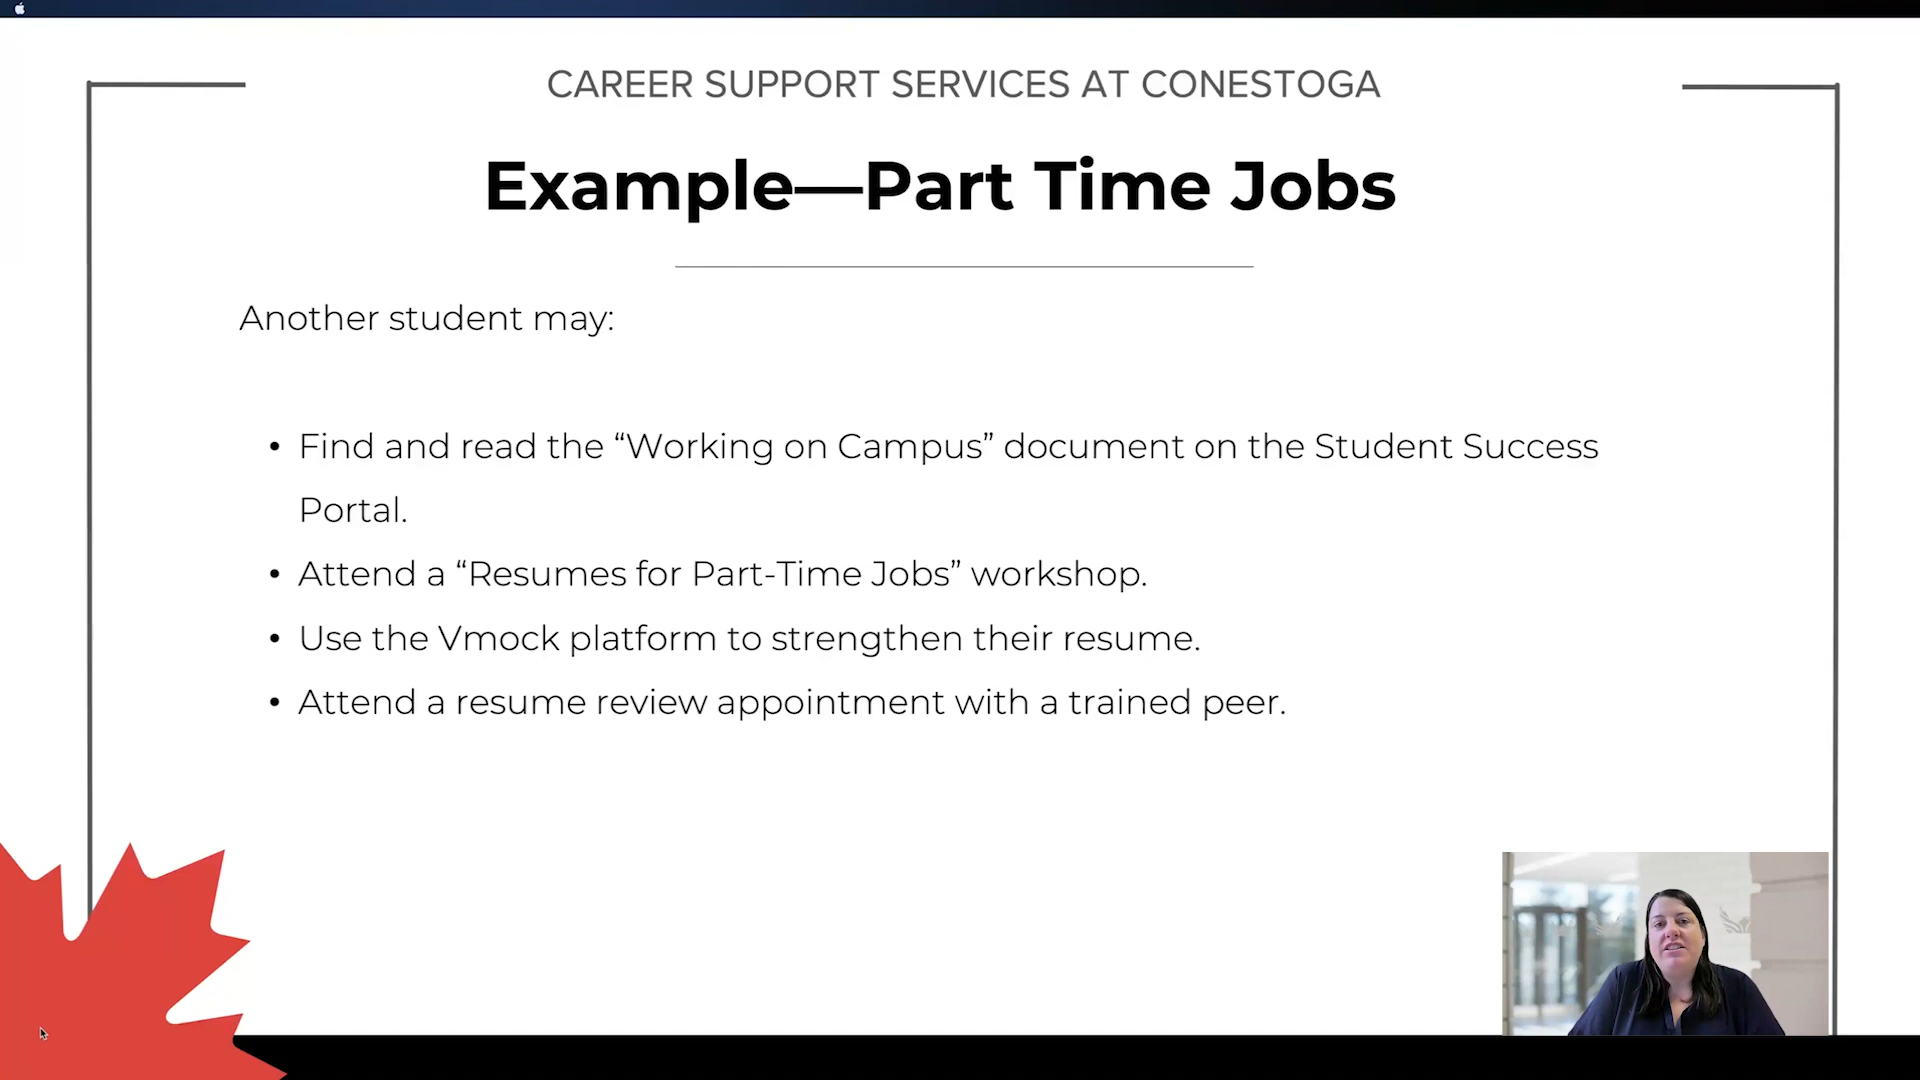 CAREER SUPPORT SERVICES AT CONESTOGA
Example—Part Time Jobs
Another student may:
• Find and read the “Working on Campus” document on the Student Success
Portal.
• Attend a “Resumes for Part-Time Jobs” workshop.
• Use the Vmock platform to strengthen their resume.
• Attend a resume review appointment with a trained peer.